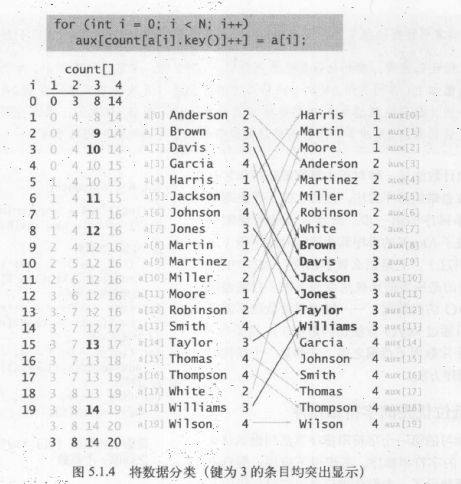 for (int i = 0; i < N; i++)
aux[count[a[i].key()]++] = a[i];
count[]
i 1 2 3 4
0 0 3 8 14
1 0 4 8 14 a[0] Anderson 2 Harris 1 aux[0]
2 0 4 9 14 a[1] Brown 3 Martin 1 aux[1]
3 0 4 10 14 a[2] Davis 3 Moore 1 aux[2]
4 0 4 10 15 a[3] Garcia 4 Anderson 2 aux[3]
5 1 4 10 15 a[4] Harris 1 Martinez 2 aux[4]
6 1 4 11 15 a[5] Jackson 3 Miller 2 aux[5]
7 1 4 11 16 a[6] Johnson 4 Robinson 2 aux[6]
8 1 4 12 16 a[7] Jones 3 White 2 aux[7]
9 2 4 12 16 a[8] Martin 1 Brown 3 aux[8]
10 2 5 12 16 a[9] Martinez 2 Davis 3 aux[9]
11 2 6 12 16 a[10] Miller 2 Jackson 3 aux[10]
12 3 6 12 16 a[11] Moore 1 Jones 3 aux[11]
13 3 7 12 16 a[12] Robinson 2 Taylor 3 aux[12]
14 3 7 12 17 a[13] Smith 4 Williams 3 aux[13]
15 3 7 13 17 a[14] Taylor 3 Garcia 4 aux[14]
16 3 7 13 18 a[15] Thomas 4 Johnson 4 aux[15]
17 3 7 13 19 a[16] Thompson 4 Smith 4 aux[16]
18 3 8 13 19 a[17] White 2 Thomas 4 aux[17]
19 3 8 14 19 a[18] Williams 3 Thompson 4 aux[18]
3 8 14 20 a[19] Wilson 4 Wilson 4 aux[19]
3 8 14 20
图 5.1.4 将数据分类（键为 3 的条目均突出显示）